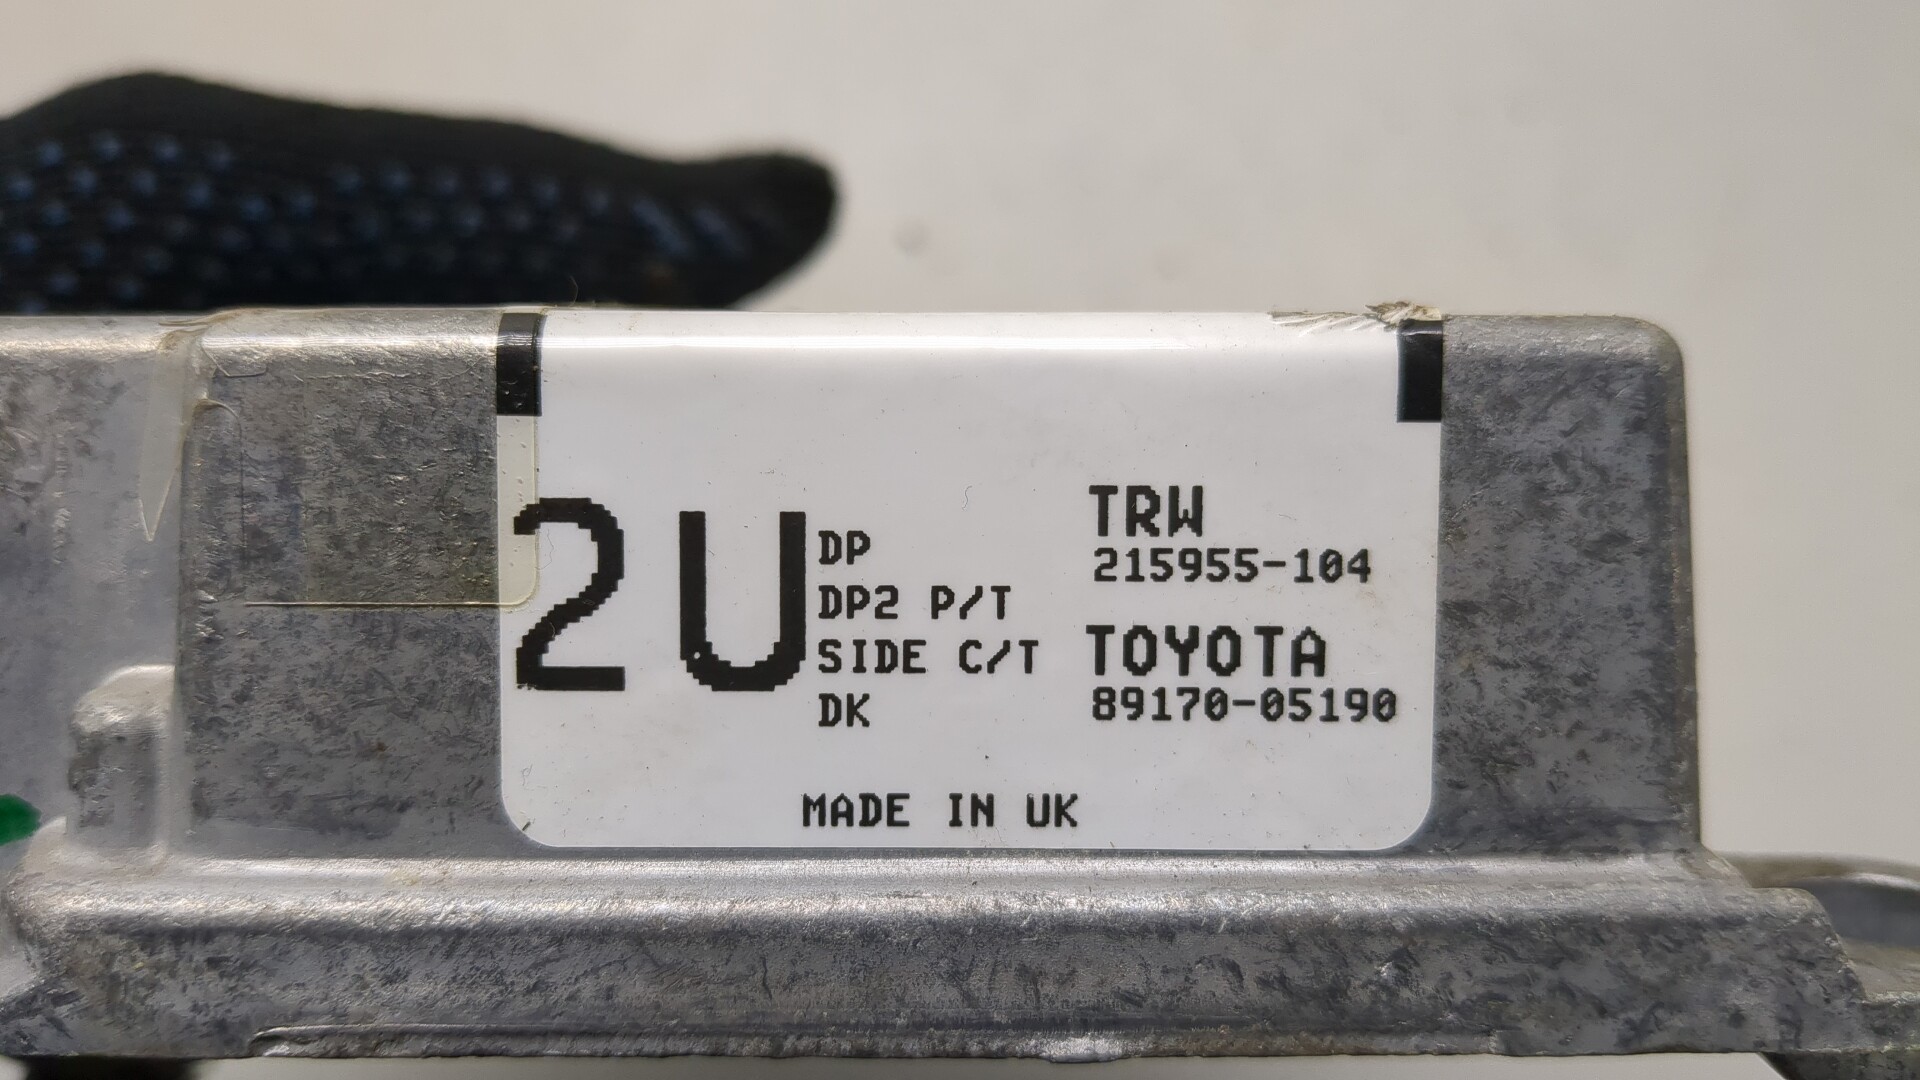 2U
DP
DP2 P/T
SIDE C/T
DK
TRW
215955-104
TOYOTA
89170-05190
MADE IN UK